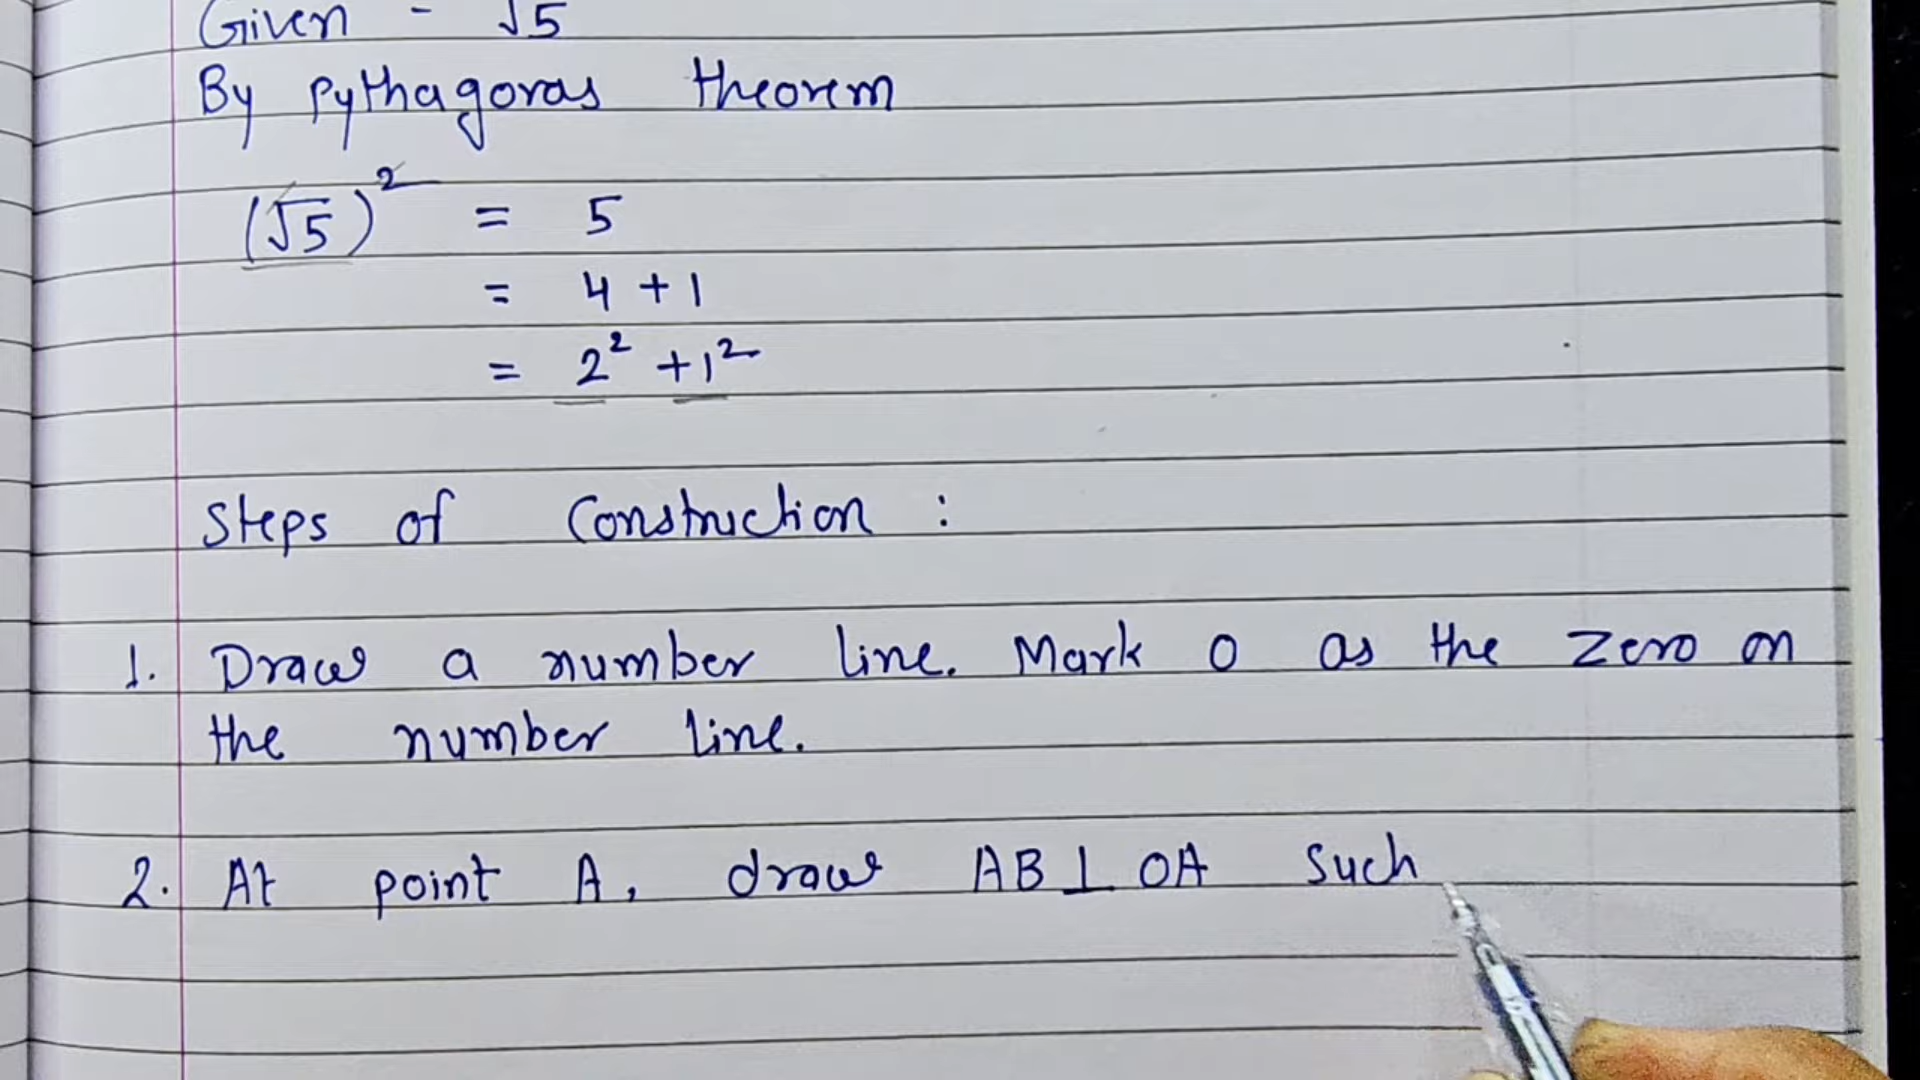 Given - √5
By Pythagoras theorem
(√5)² = 5
= 4 + 1
= 2² + 1²
Steps of Construction :
1. Draw a number line. Mark 0 as the zero on
the number line.
2. At point A, draw AB ⊥ OA such